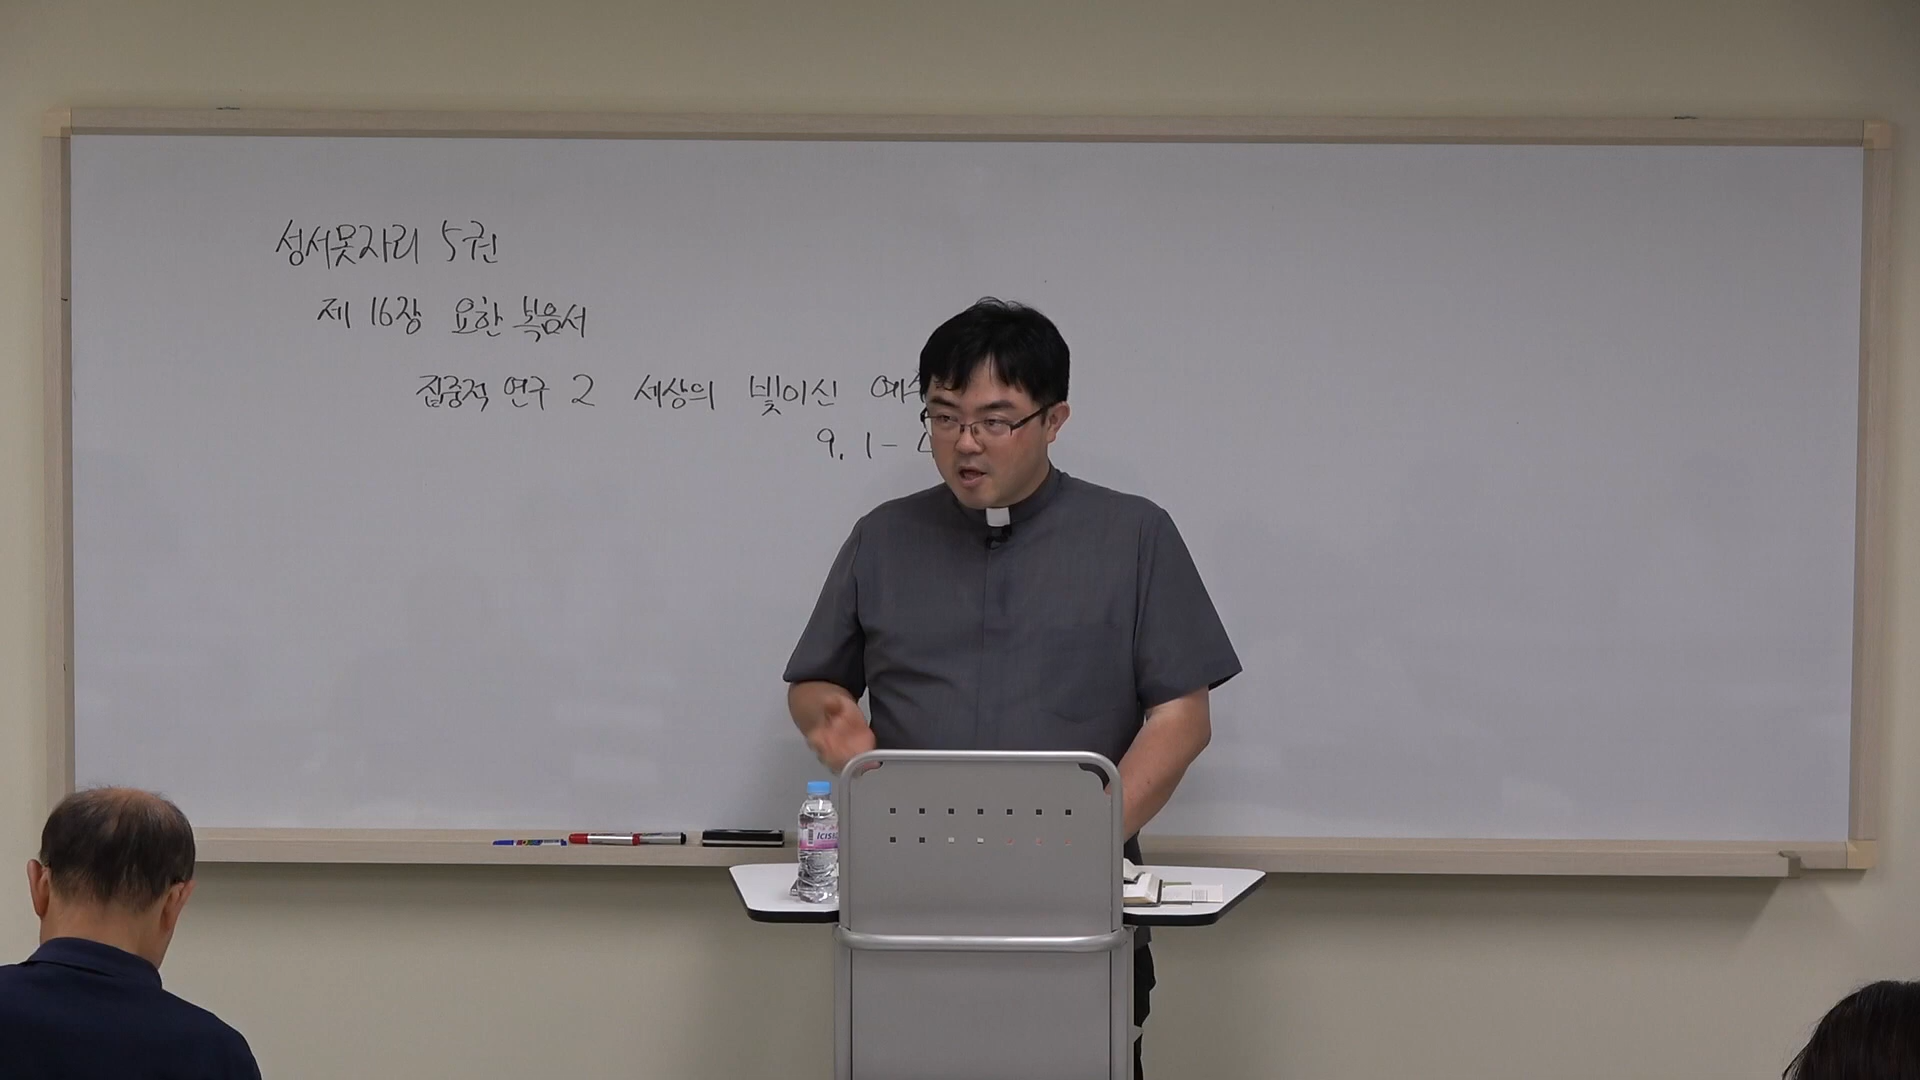 성서못자리 5권
제 16장 요한 복음서
집중적 연구 2 세상의 빛이신
9, 1 -
ICIS